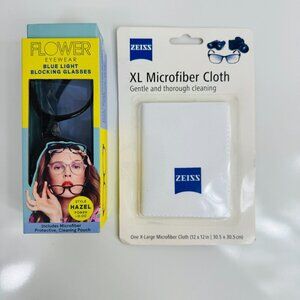 FLOWER
EYEWEAR
BLUE LIGHT
BLOCKING GLASSES
STYLE
HAZEL
Includes Microfiber
Protective, Cleaning Pouch
ZEISS
XL Microfiber Cloth
Gentle and thorough cleaning
ZEISS
One X-Large Microfiber Cloth (12 x 12 in | 30.5 x 30.5 cm)